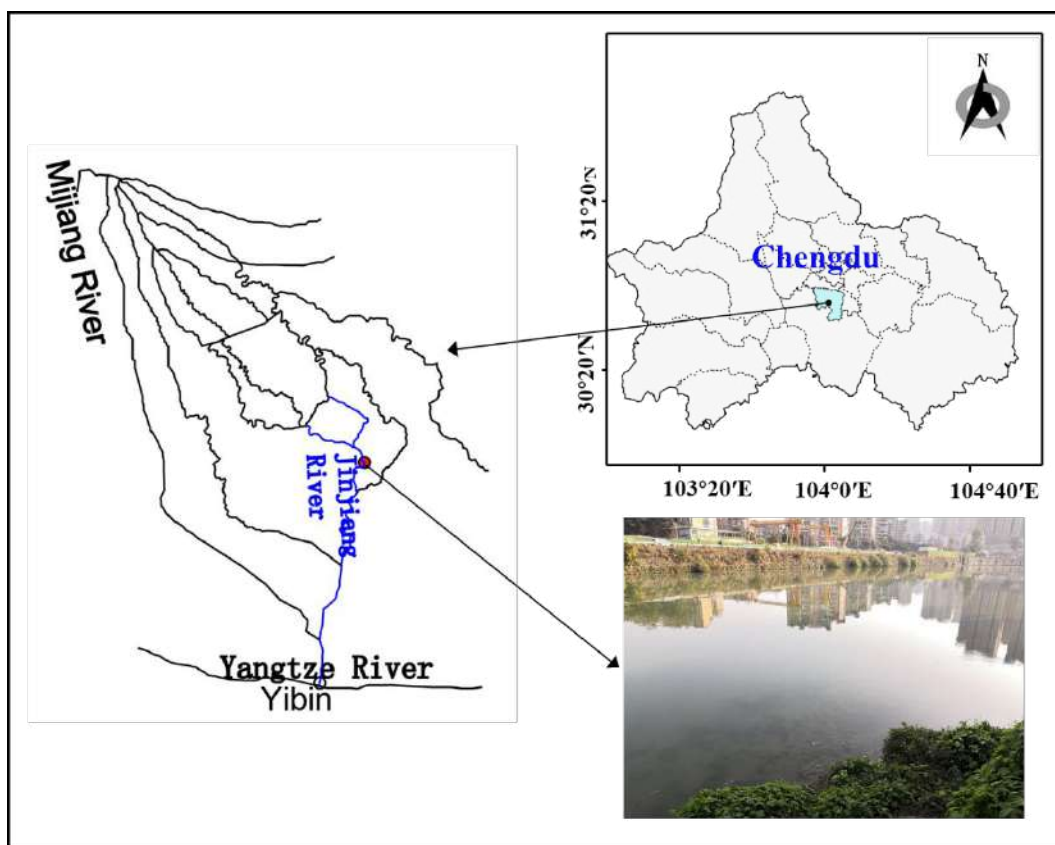 N
31°20′N
Chengdu
30°20′N
103°20′E
104°0′E
104°40′E
Mijiang River
Jinjiang
River
Yangtze River
Yibin